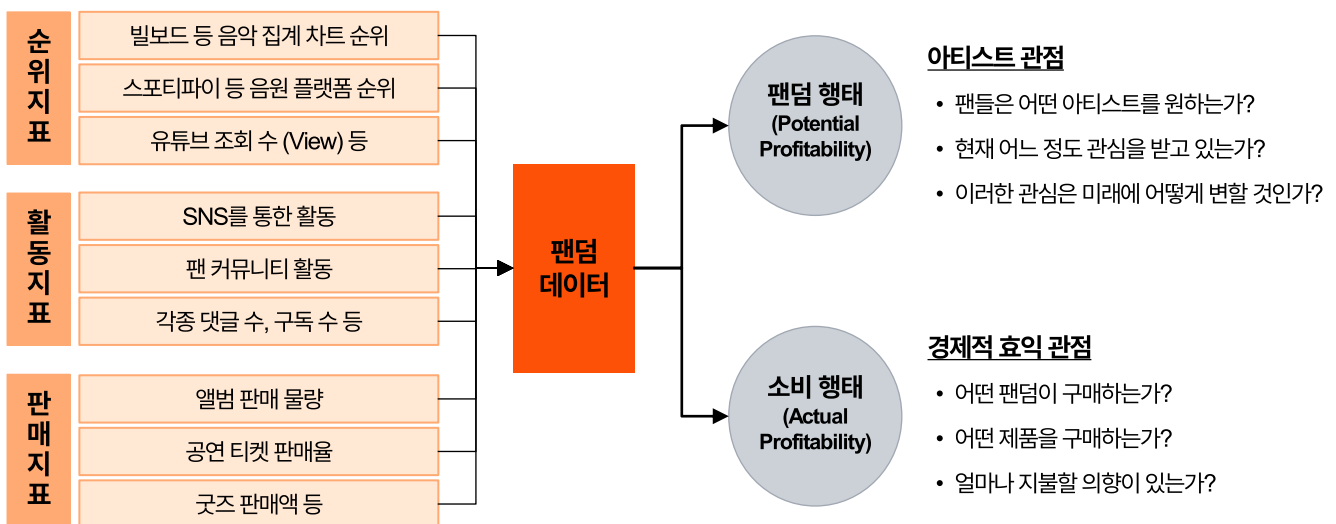 순위지표
빌보드 등 음악 집계 차트 순위
스포티파이 등 음원 플랫폼 순위
유튜브 조회 수 (View) 등
활동지표
SNS를 통한 활동
팬 커뮤니티 활동
각종 댓글 수, 구독 수 등
판매지표
앨범 판매 물량
공연 티켓 판매율
굿즈 판매액 등
팬덤
데이터
팬덤 행태
(Potential
Profitability)
아티스트 관점
• 팬들은 어떤 아티스트를 원하는가?
• 현재 어느 정도 관심을 받고 있는가?
• 이러한 관심은 미래에 어떻게 변할 것인가?
소비 행태
(Actual
Profitability)
경제적 효익 관점
• 어떤 팬덤이 구매하는가?
• 어떤 제품을 구매하는가?
• 얼마나 지불할 의향이 있는가?